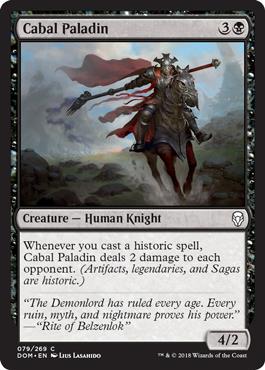 Cabal Paladin 3
Creature — Human Knight
Whenever you cast a historic spell,
Cabal Paladin deals 2 damage to each
opponent. (Artifacts, legendaries, and Sagas
are historic.)
“The Demonlord has ruled every age. Every
ruin, myth, and nightmare proves his power.”
—“Rite of Belzenlok”
4/2
079/269 C
DOM • EN Lius Lasahido
™ & © 2018 Wizards of the Coast